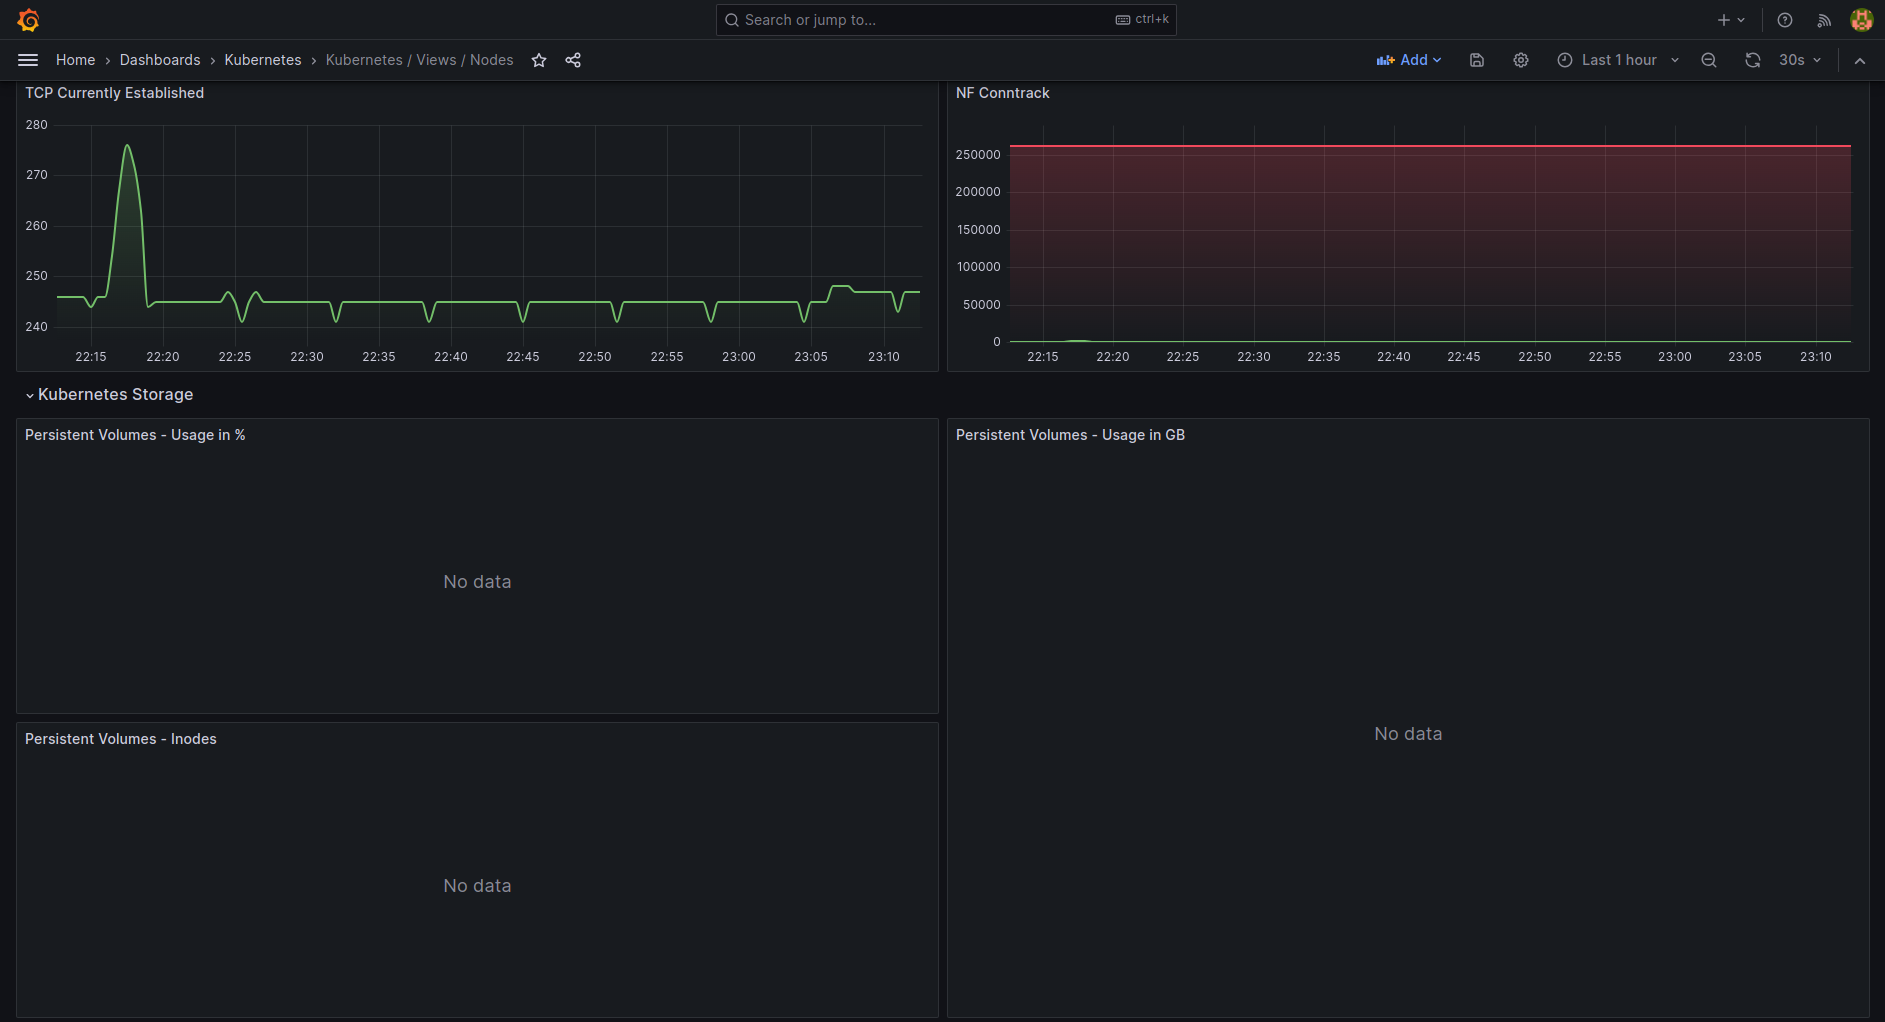 Search or jump to...
ctrl+k
Home › Dashboards › Kubernetes › Kubernetes / Views / Nodes
Add
Last 1 hour
30s
TCP Currently Established
280
270
260
250
240
22:15 22:20 22:25 22:30 22:35 22:40 22:45 22:50 22:55 23:00 23:05 23:10
NF Conntrack
250000
200000
150000
100000
50000
0
22:15 22:20 22:25 22:30 22:35 22:40 22:45 22:50 22:55 23:00 23:05 23:10
Kubernetes Storage
Persistent Volumes - Usage in %
No data
Persistent Volumes - Usage in GB
No data
Persistent Volumes - Inodes
No data